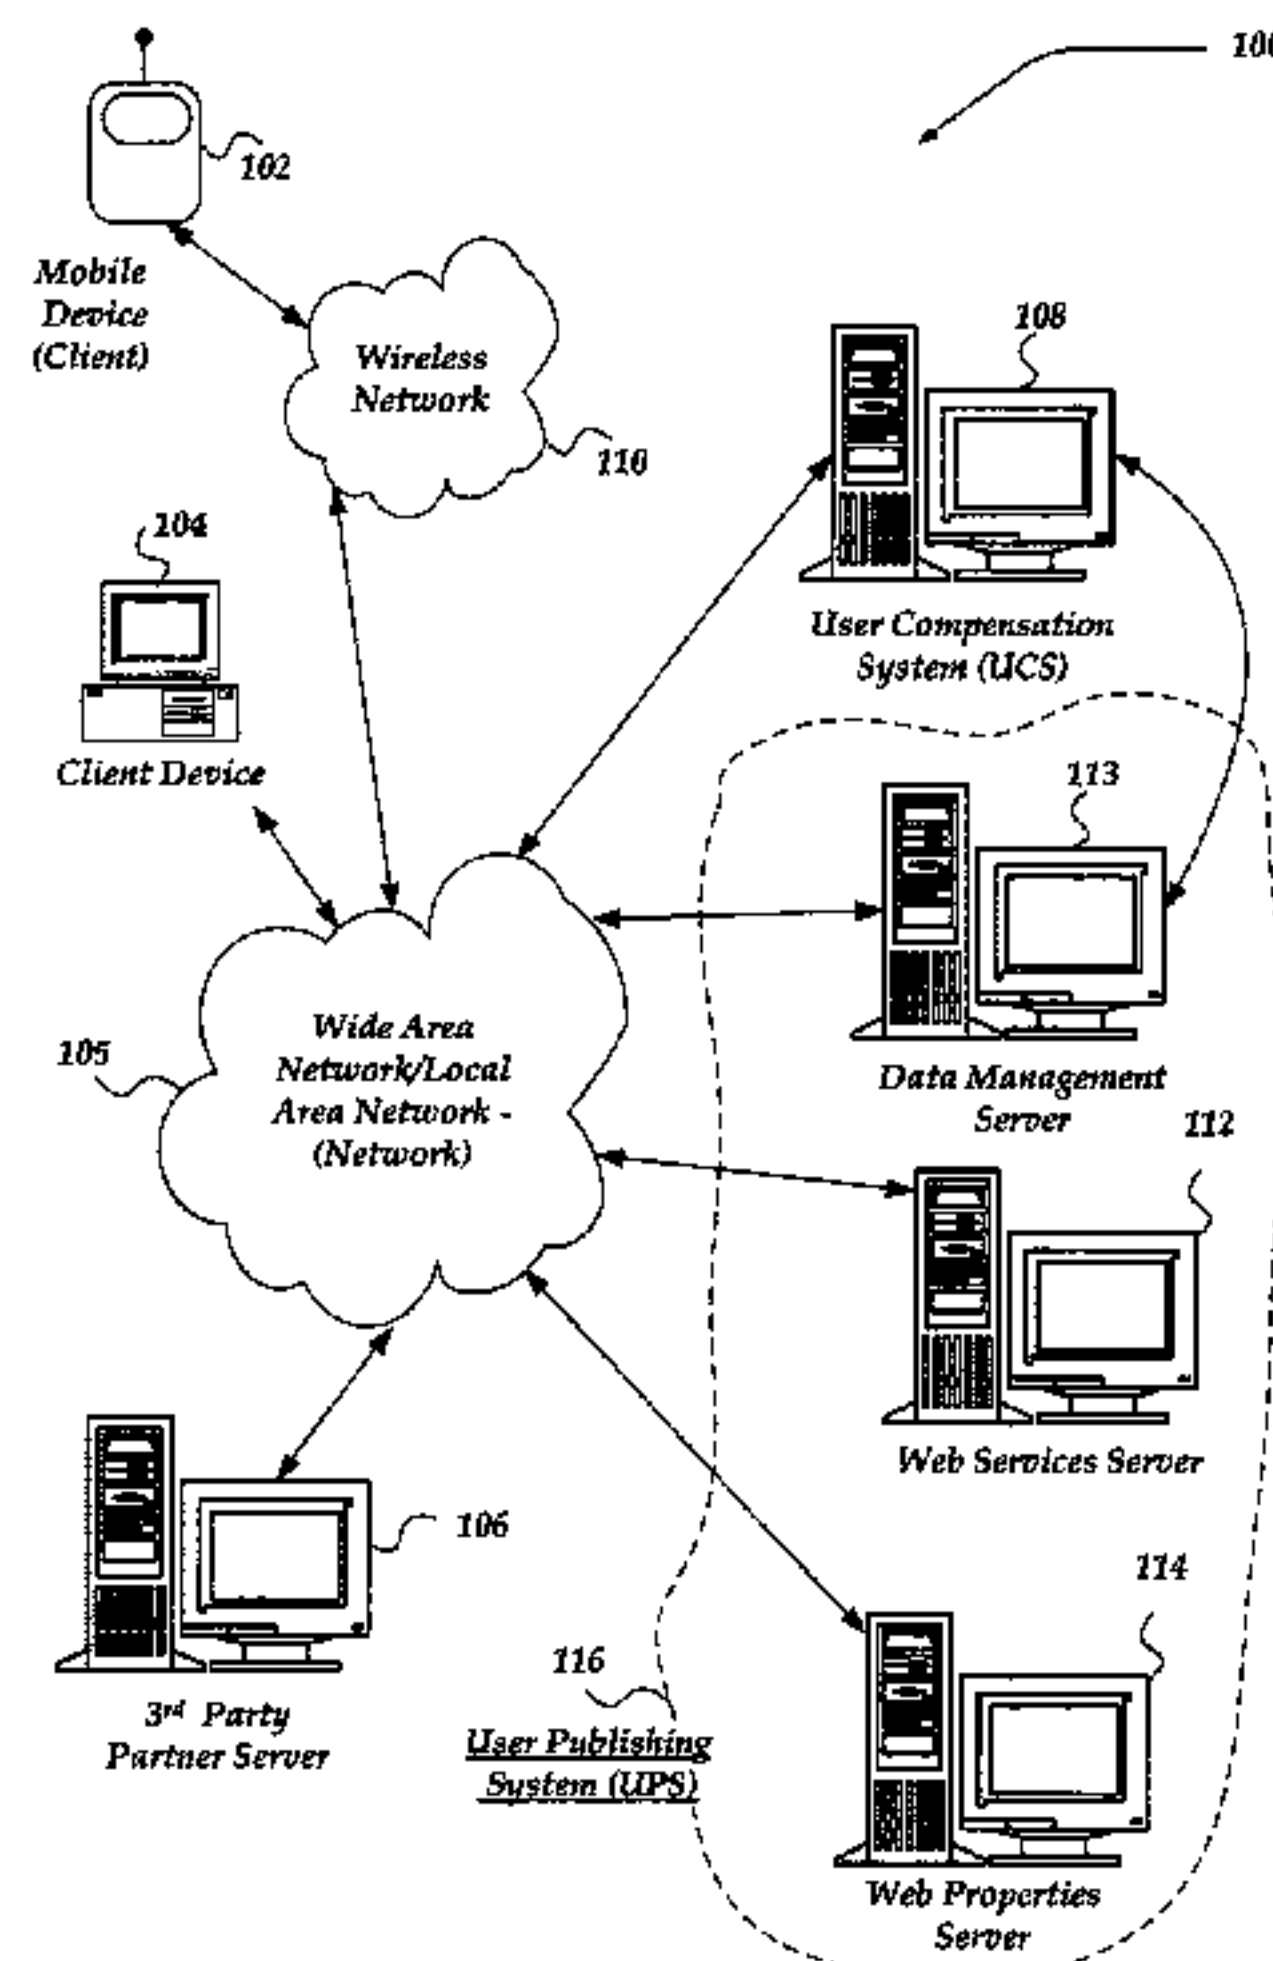 100
102
Mobile
Device
(Client)
Wireless
Network
110
108
104
User Compensation
System (UCS)
Client Device
113
Wide Area
Network/Local
Area Network -
(Network)
105
Data Management
Server
112
Web Services Server
106
114
3rd Party
Partner Server
116
User Publishing
System (UPS)
Web Properties
Server